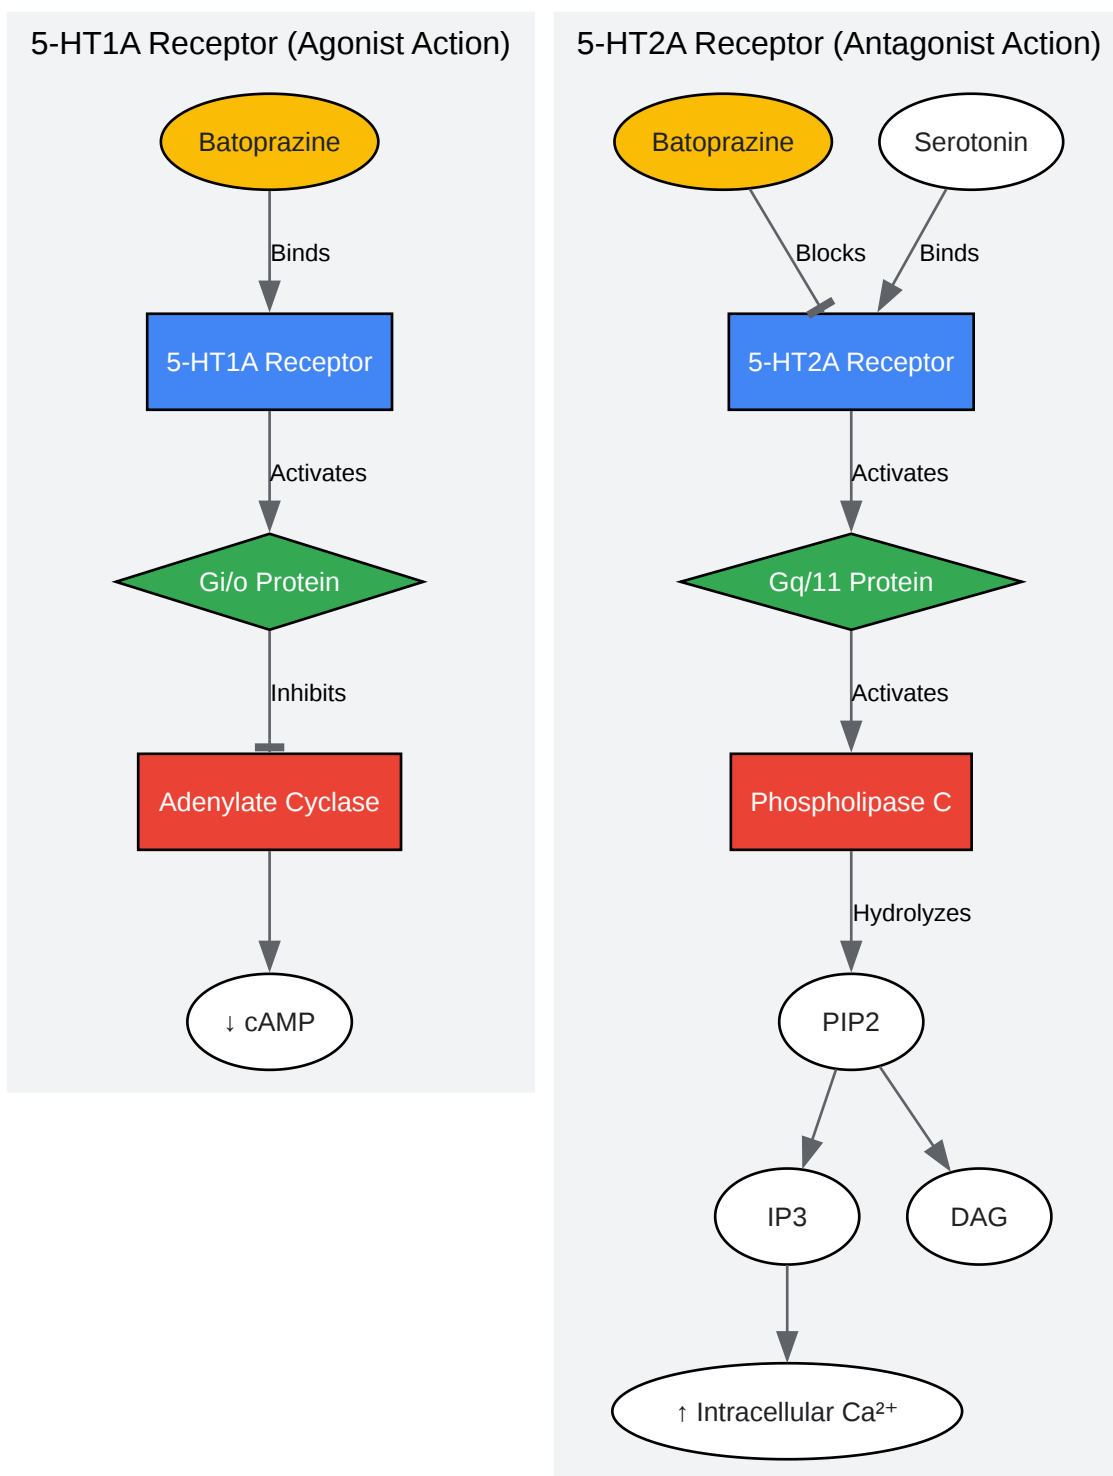 5-HT1A Receptor (Agonist Action)
Batoprazine
Binds
5-HT1A Receptor
Activates
Gi/o Protein
Inhibits
Adenylate Cyclase
↓ cAMP
5-HT2A Receptor (Antagonist Action)
Batoprazine
Serotonin
Blocks
Binds
5-HT2A Receptor
Activates
Gq/11 Protein
Activates
Phospholipase C
Hydrolyzes
PIP2
IP3
DAG
↑ Intracellular Ca²⁺